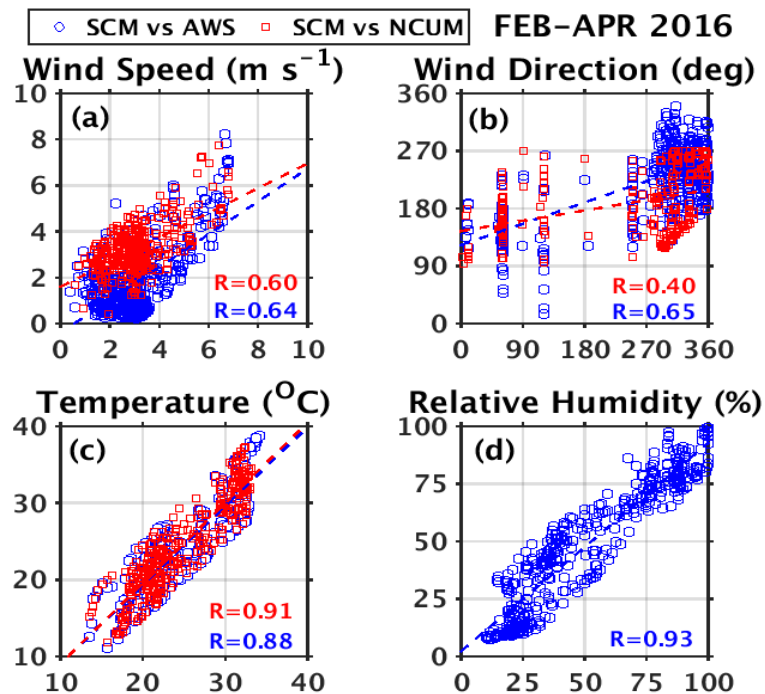 SCM vs AWS SCM vs NCUM FEB-APR 2016
Wind Speed (m s⁻¹) Wind Direction (deg)
10 360
(a) (b)
8 270
6
180
4
R=0.60 90 R=0.40
2
R=0.64 R=0.65
0 0
0 2 4 6 8 10 0 90 180 270 360
Temperature (ᴼC) Relative Humidity (%)
40 100
(c) (d)
30 75
50
20
R=0.91 25
R=0.88 R=0.93
10 0
10 20 30 40 0 25 50 75 100